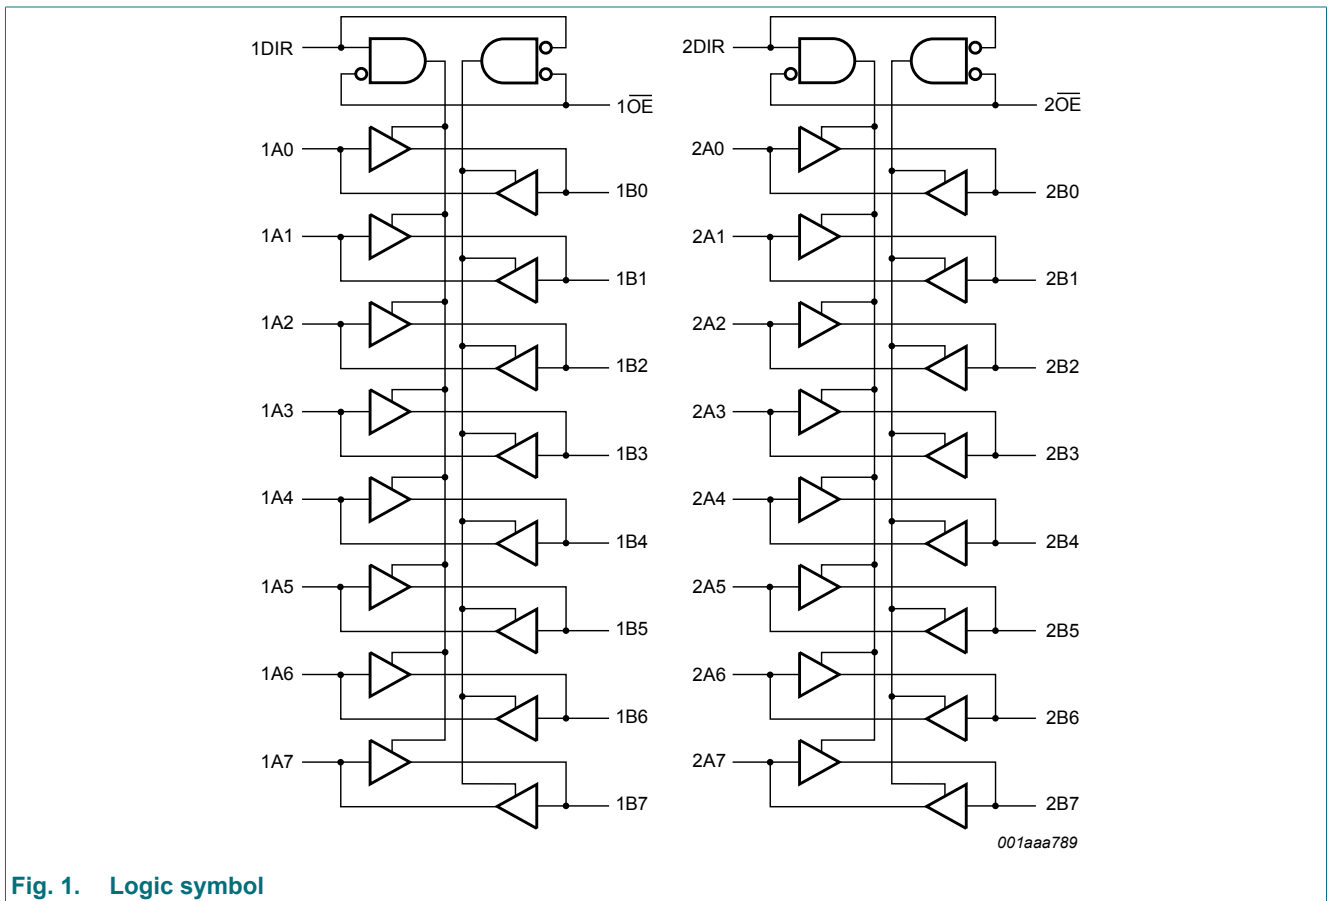 1DIR
2DIR
1O̅E̅
2O̅E̅
1A0
2A0
1B0
2B0
1A1
2A1
1B1
2B1
1A2
2A2
1B2
2B2
1A3
2A3
1B3
2B3
1A4
2A4
1B4
2B4
1A5
2A5
1B5
2B5
1A6
2A6
1B6
2B6
1A7
2A7
1B7
2B7
001aaa789
Fig. 1. Logic symbol